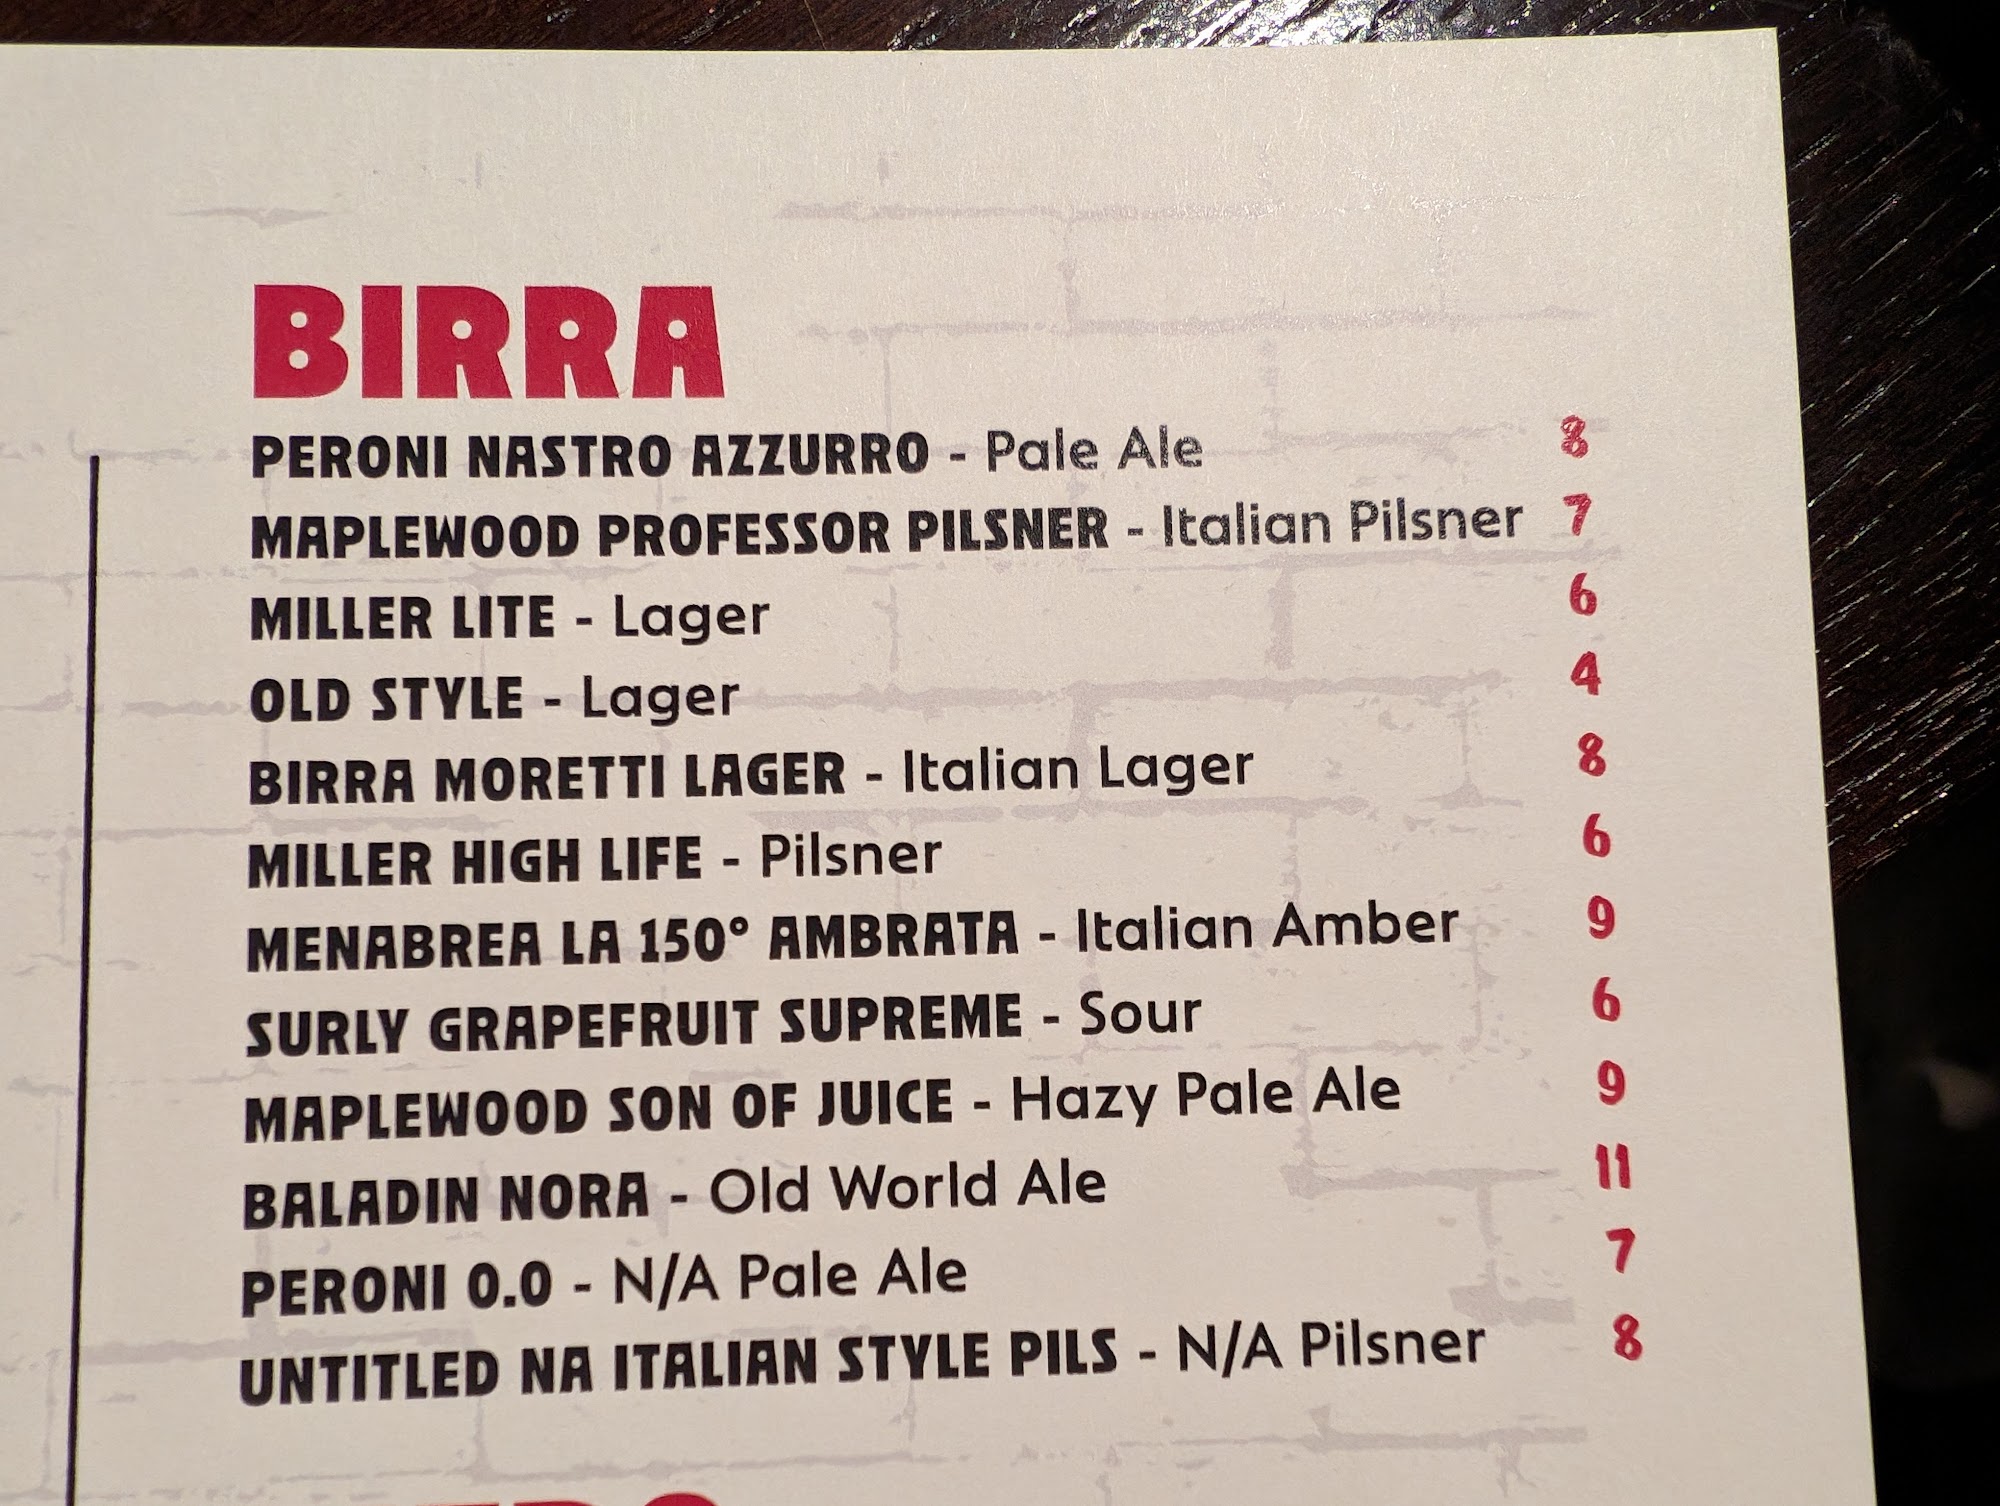 BIRRA
PERONI NASTRO AZZURRO - Pale Ale 8
MAPLEWOOD PROFESSOR PILSNER - Italian Pilsner 7
MILLER LITE - Lager 6
OLD STYLE - Lager 4
BIRRA MORETTI LAGER - Italian Lager 8
MILLER HIGH LIFE - Pilsner 6
MENABREA LA 150° AMBRATA - Italian Amber 9
SURLY GRAPEFRUIT SUPREME - Sour 6
MAPLEWOOD SON OF JUICE - Hazy Pale Ale 9
BALADIN NORA - Old World Ale 11
PERONI 0.0 - N/A Pale Ale 7
UNTITLED NA ITALIAN STYLE PILS - N/A Pilsner 8